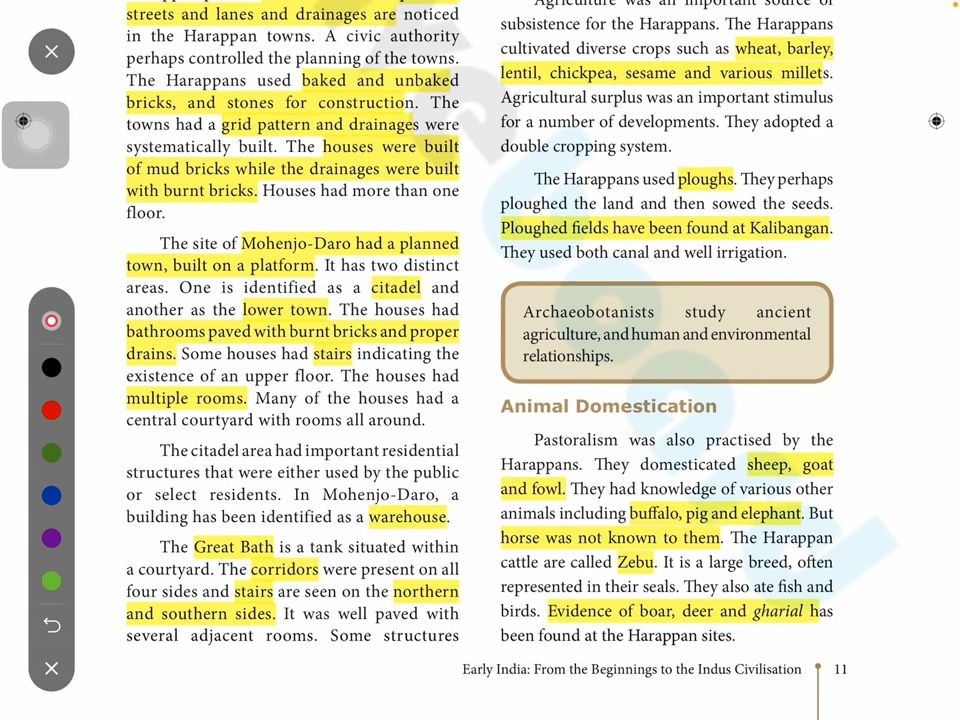 streets and lanes and drainages are noticed
in the Harappan towns. A civic authority
perhaps controlled the planning of the towns.
The Harappans used baked and unbaked
bricks, and stones for construction. The
towns had a grid pattern and drainages were
systematically built. The houses were built
of mud bricks while the drainages were built
with burnt bricks. Houses had more than one
floor.
The site of Mohenjo-Daro had a planned
town, built on a platform. It has two distinct
areas. One is identified as a citadel and
another as the lower town. The houses had
bathrooms paved with burnt bricks and proper
drains. Some houses had stairs indicating the
existence of an upper floor. The houses had
multiple rooms. Many of the houses had a
central courtyard with rooms all around.
The citadel area had important residential
structures that were either used by the public
or select residents. In Mohenjo-Daro, a
building has been identified as a warehouse.
The Great Bath is a tank situated within
a courtyard. The corridors were present on all
four sides and stairs are seen on the northern
and southern sides. It was well paved with
several adjacent rooms. Some structures
Agriculture was an important source of
subsistence for the Harappans. The Harappans
cultivated diverse crops such as wheat, barley,
lentil, chickpea, sesame and various millets.
Agricultural surplus was an important stimulus
for a number of developments. They adopted a
double cropping system.
The Harappans used ploughs. They perhaps
ploughed the land and then sowed the seeds.
Ploughed fields have been found at Kalibangan.
They used both canal and well irrigation.
Archaeobotanists study ancient
agriculture, and human and environmental
relationships.
Animal Domestication
Pastoralism was also practised by the
Harappans. They domesticated sheep, goat
and fowl. They had knowledge of various other
animals including buffalo, pig and elephant. But
horse was not known to them. The Harappan
cattle are called Zebu. It is a large breed, often
represented in their seals. They also ate fish and
birds. Evidence of boar, deer and gharial has
been found at the Harappan sites.
Early India: From the Beginnings to the Indus Civilisation 11